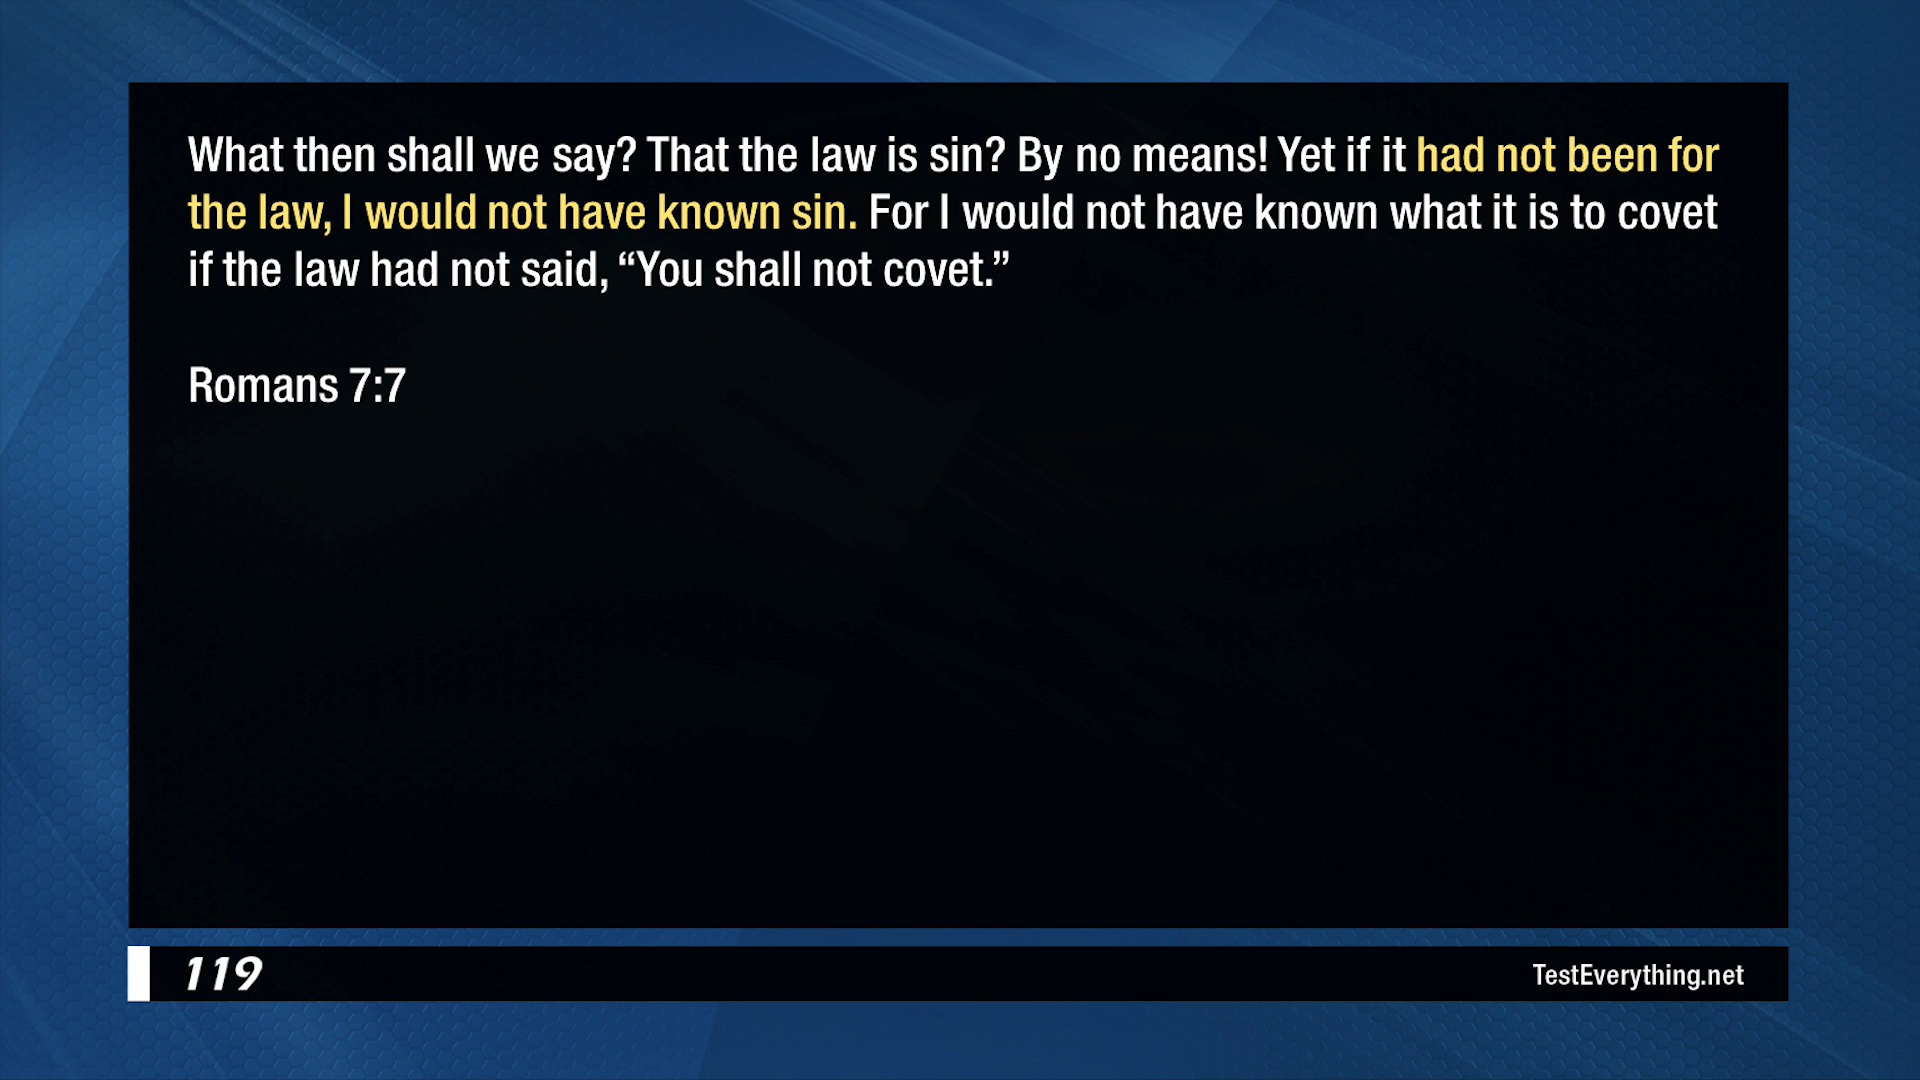 What then shall we say? That the law is sin? By no means! Yet if it had not been for
the law, I would not have known sin. For I would not have known what it is to covet
if the law had not said, “You shall not covet.”
Romans 7:7
119
TestEverything.net